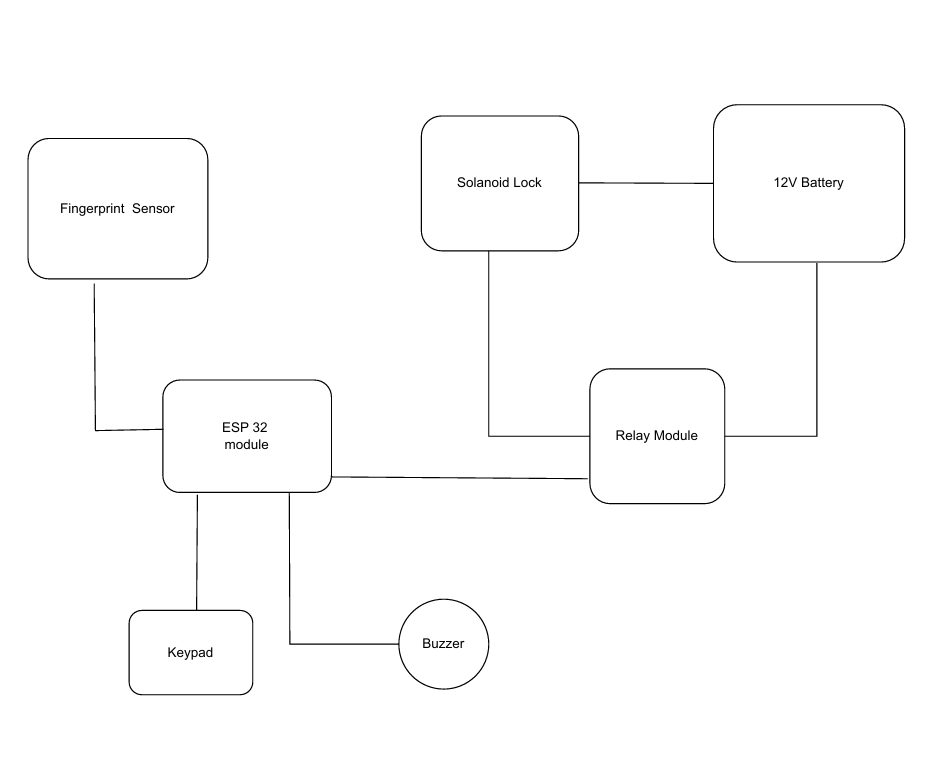 Solanoid Lock
12V Battery
Fingerprint  Sensor
ESP 32
module
Relay Module
Keypad
Buzzer